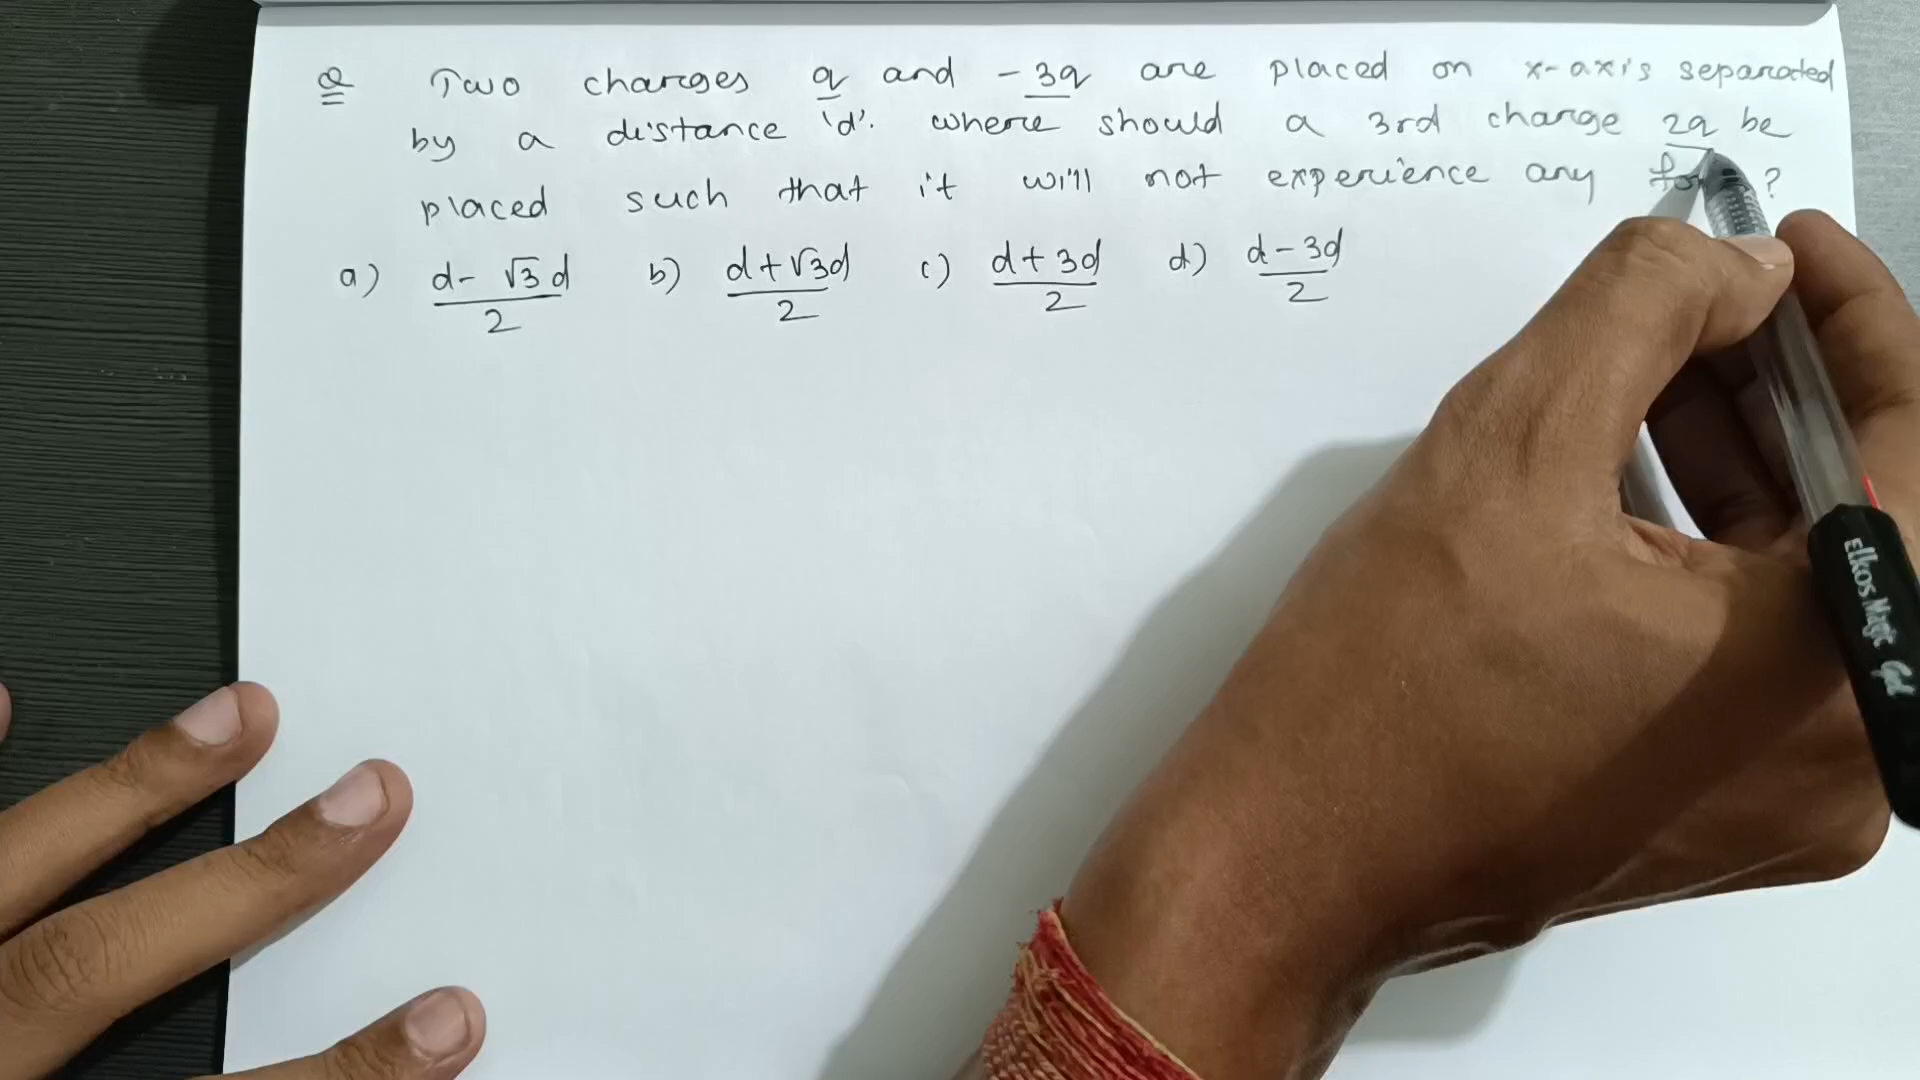 Q Two charges q and -3q are placed on x-axis separated
by a distance 'd'. where should a 3rd charge 2q be
placed such that it will not experience any ?
a) d-√3d/2 b) d+√3d/2 c) d+3d/2 d) d-3d/2
Elkos Magic Gel